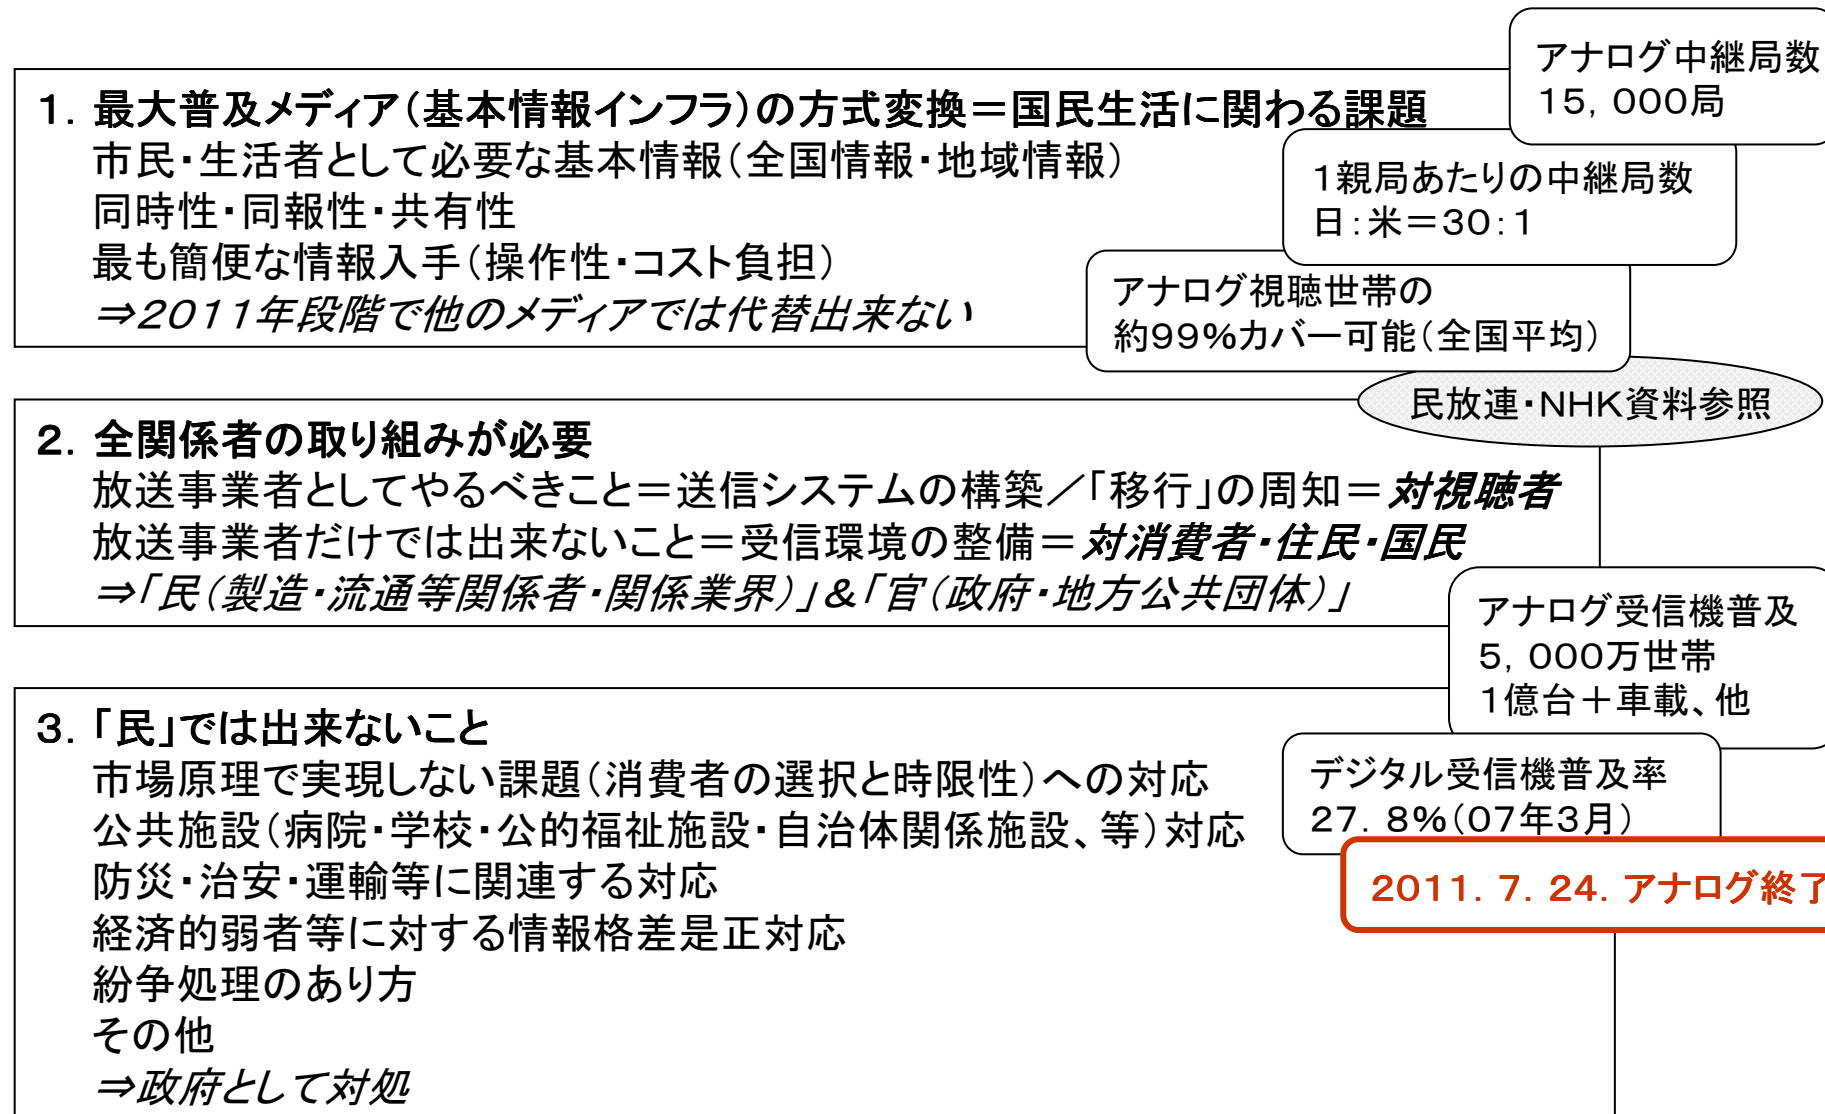 アナログ中継局数
15,000局
1．最大普及メディア（基本情報インフラ）の方式変換＝国民生活に関わる課題
市民・生活者として必要な基本情報（全国情報・地域情報）
同時性・同報性・共有性
最も簡便な情報入手（操作性・コスト負担）
⇒2011年段階で他のメディアでは代替出来ない
1親局あたりの中継局数
日：米＝30：1
アナログ視聴世帯の
約99%カバー可能（全国平均）
民放連・NHK資料参照
2．全関係者の取り組みが必要
放送事業者としてやるべきこと＝送信システムの構築／「移行」の周知＝対視聴者
放送事業者だけでは出来ないこと＝受信環境の整備＝対消費者・住民・国民
⇒「民（製造・流通等関係者・関係業界）」＆「官（政府・地方公共団体）」
アナログ受信機普及
5,000万世帯
1億台＋車載、他
3．「民」では出来ないこと
市場原理で実現しない課題（消費者の選択と時限性）への対応
公共施設（病院・学校・公的福祉施設・自治体関係施設、等）対応
防災・治安・運輸等に関連する対応
経済的弱者等に対する情報格差是正対応
紛争処理のあり方
その他
⇒政府として対処
デジタル受信機普及率
27．8%（07年3月）
2011．7．24．アナログ終了